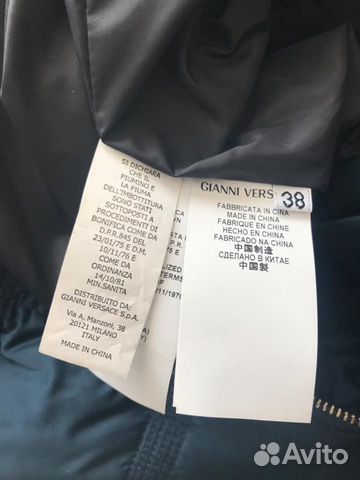 SI DICHIARA
CHE IL
PIUMINO E
LA PIUMA
DELL'IMBOTTITURA
SONO STATI
SOTTOPOSTI A
PROCEDIMENTI DI
BONIFICA COME DA
D.P.R.845 DEL
23/01/75 E D.M.
10/11/76 E
COME DA
ORDINANZA
14/10/81
MIN.SANITA
DISTRIBUITO DA:
GIANNI VERSACE S.p.A.
Via A. Manzoni, 38
20121 MILANO
ITALY
MADE IN CHINA
GIANNI VERS
38
FABBRICATA IN CINA
MADE IN CHINA
FABRIQUE EN CHINE
HECHO EN CHINA
FABRICADO NA CHINA
中国制造
СДЕЛАНО В КИТАЕ
中国製
Avito